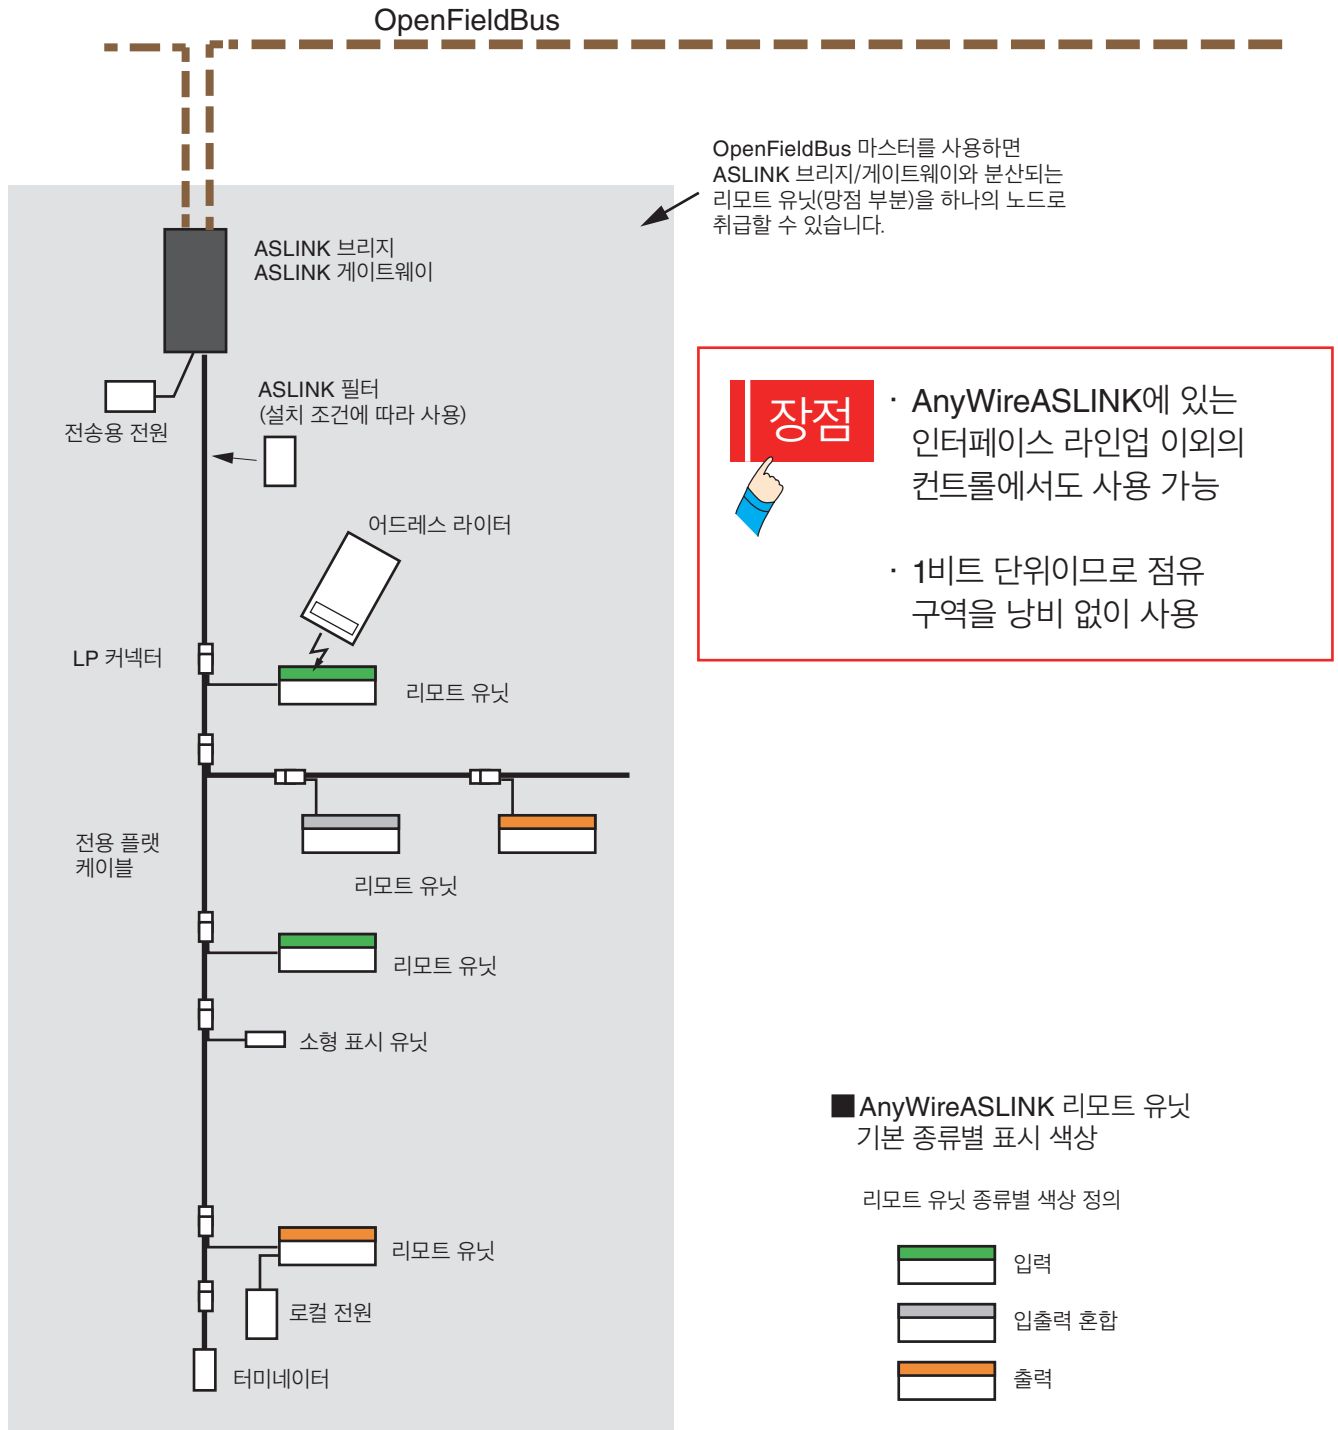 OpenFieldBus
OpenFieldBus 마스터를 사용하면
ASLINK 브리지/게이트웨이와 분산되는
리모트 유닛(망점 부분)을 하나의 노드로
취급할 수 있습니다.
ASLINK 브리지
ASLINK 게이트웨이
전송용 전원
ASLINK 필터
(설치 조건에 따라 사용)
장점
· AnyWireASLINK에 있는
인터페이스 라인업 이외의
컨트롤에서도 사용 가능
· 1비트 단위이므로 점유
구역을 낭비 없이 사용
어드레스 라이터
LP 커넥터
리모트 유닛
전용 플랫
케이블
리모트 유닛
리모트 유닛
소형 표시 유닛
리모트 유닛
로컬 전원
터미네이터
■ AnyWireASLINK 리모트 유닛
기본 종류별 표시 색상
리모트 유닛 종류별 색상 정의
입력
입출력 혼합
출력